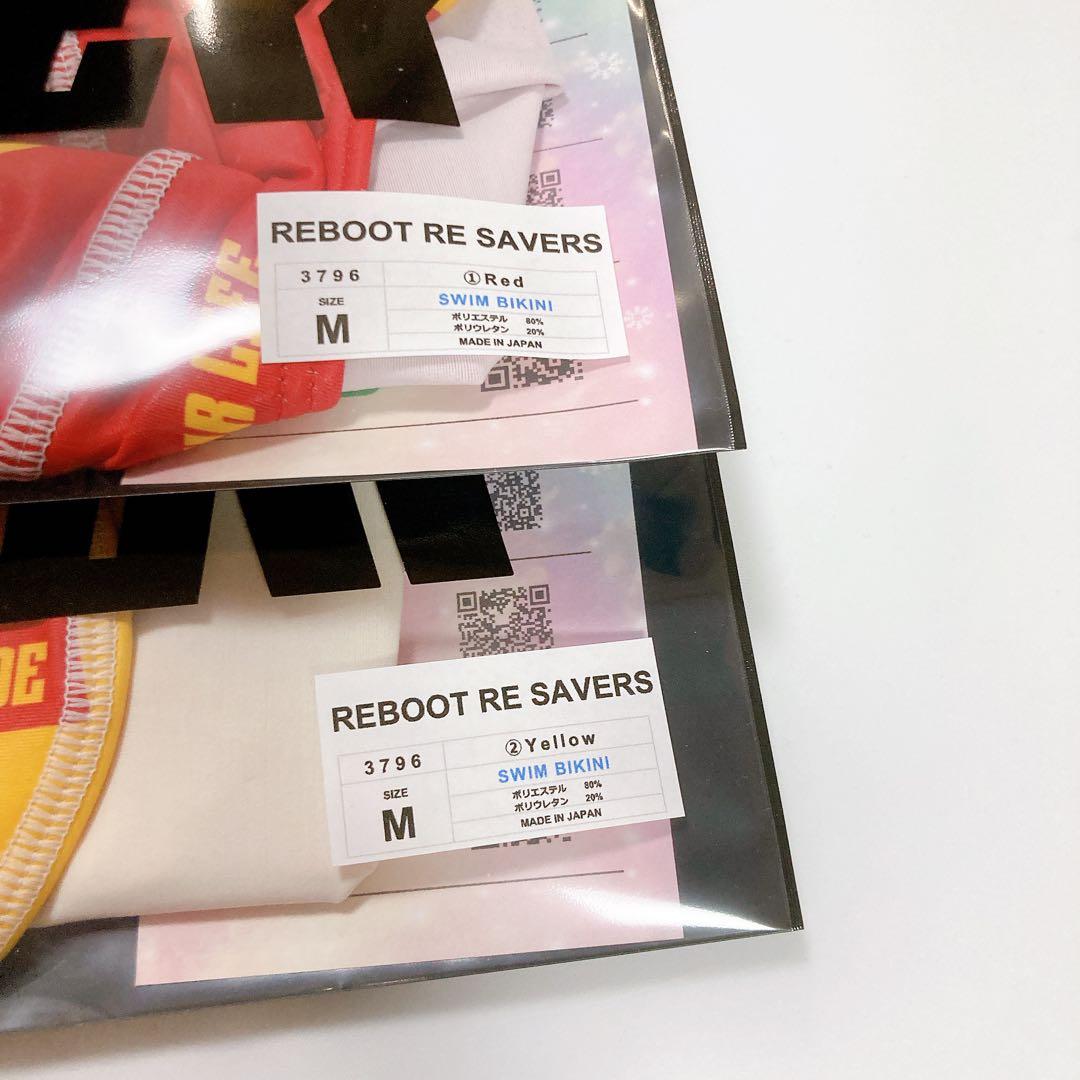 REBOOT RE SAVERS
3796
①Red
SIZE
SWIM BIKINI
M
ポリエステル 80%
ポリウレタン 20%
MADE IN JAPAN
DE
REBOOT RE SAVERS
3796
②Yellow
SIZE
SWIM BIKINI
M
ポリエステル 80%
ポリウレタン 20%
MADE IN JAPAN